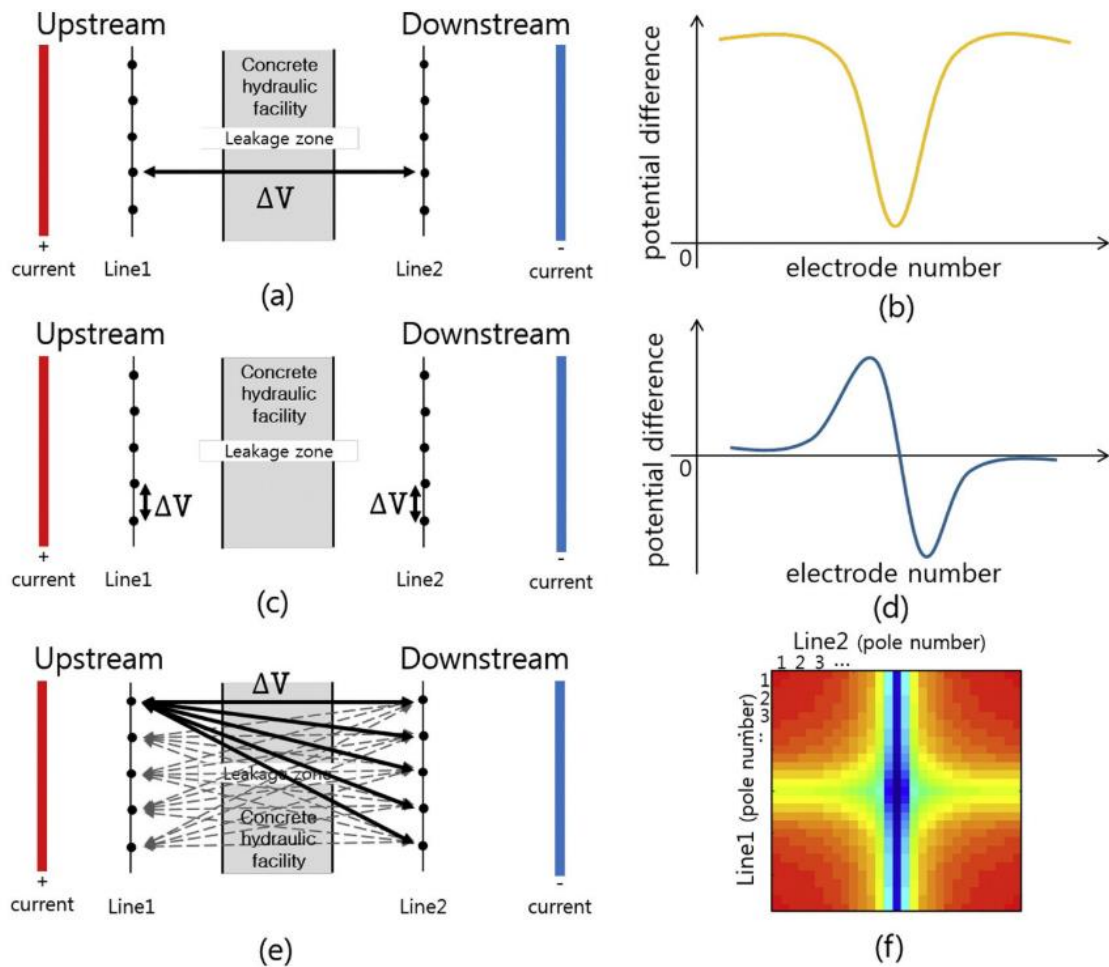 Upstream
Downstream
Concrete
hydraulic
facility
Leakage zone
ΔV
+
-
current
Line1
Line2
current
(a)
potential difference
0
electrode number
(b)
Upstream
Downstream
Concrete
hydraulic
facility
Leakage zone
ΔV
ΔV
+
-
current
Line1
Line2
current
(c)
potential difference
0
electrode number
(d)
Upstream
Downstream
ΔV
Leakage zone
Concrete
hydraulic
facility
+
-
current
Line1
Line2
current
(e)
Line2 (pole number)
1 2 3 ...
Line1 (pole number)
1
2
3
:
(f)